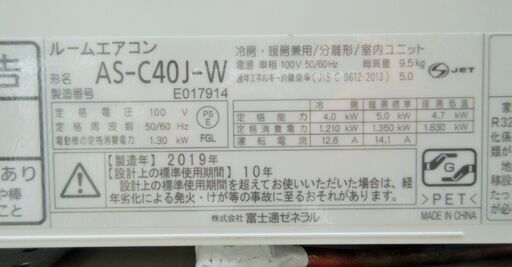 告
あり
や棒
こと
ルームエアコン
形名 AS-C40J-W
製造番号 E017914
冷房・暖房兼用/分離形/室内ユニット
電源 単相 100V 50/60Hz 総質量 9.5kg
通年エネルギー消費効率(JIS C 9612:2013) 5.0
JET
定格電圧 100 V
定格周波数 50/60 Hz
電動機の定格消費電力 1.30 kW
PS
E
FGL
冷房 暖房 低温
定格能力 4.0 kW 5.0 kW 4.7 kW
定格消費電力 1.210 kW 1.350 kW 1.830 kW
運転電流 12.6 A 14.1 A
【製造年】2019年
【設計上の標準使用期間】10年
設計上の標準使用期間を超えてお使いいただいた場合は、経年
劣化による発火・けが等の事故に至るおそれがあります。
株式会社 富士通ゼネラル
G
>PET<
MADE IN CHINA
R32